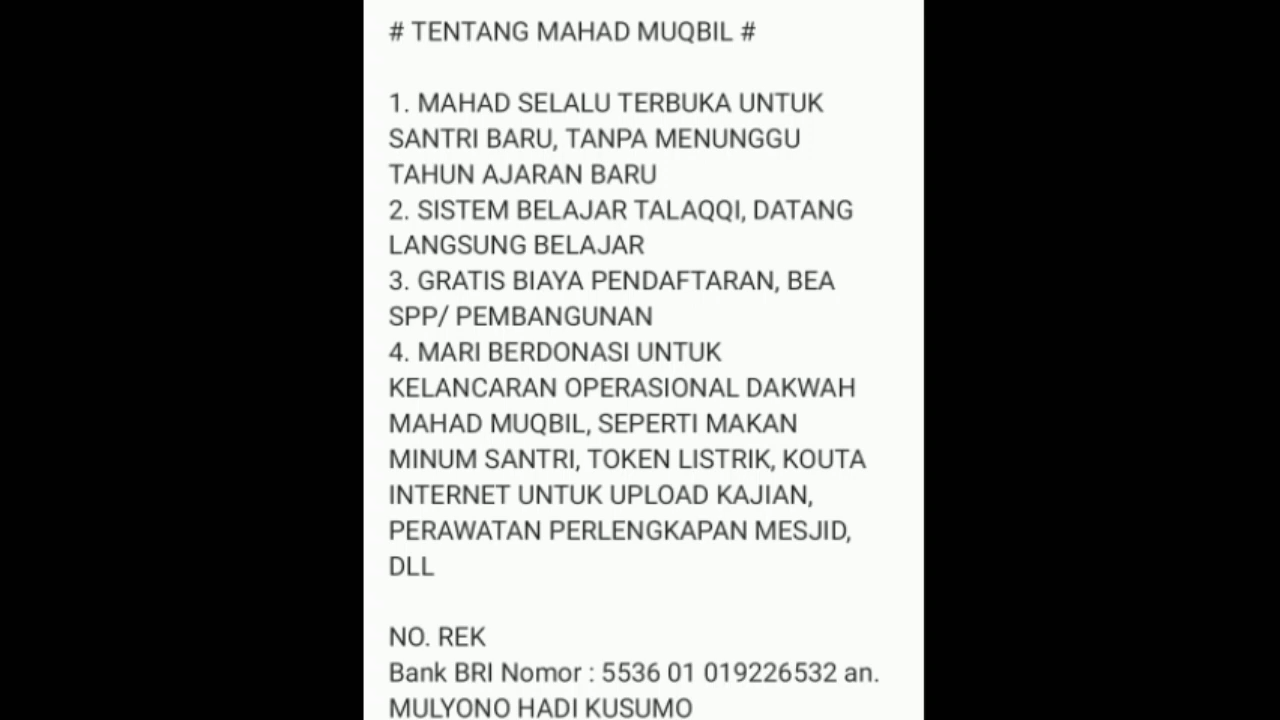 # TENTANG MAHAD MUQBIL #
1. MAHAD SELALU TERBUKA UNTUK
SANTRI BARU, TANPA MENUNGGU
TAHUN AJARAN BARU
2. SISTEM BELAJAR TALAQQI, DATANG
LANGSUNG BELAJAR
3. GRATIS BIAYA PENDAFTARAN, BEA
SPP/ PEMBANGUNAN
4. MARI BERDONASI UNTUK
KELANCARAN OPERASIONAL DAKWAH
MAHAD MUQBIL, SEPERTI MAKAN
MINUM SANTRI, TOKEN LISTRIK, KOUTA
INTERNET UNTUK UPLOAD KAJIAN,
PERAWATAN PERLENGKAPAN MESJID,
DLL
NO. REK
Bank BRI Nomor : 5536 01 019226532 an.
MULYONO HADI KUSUMO